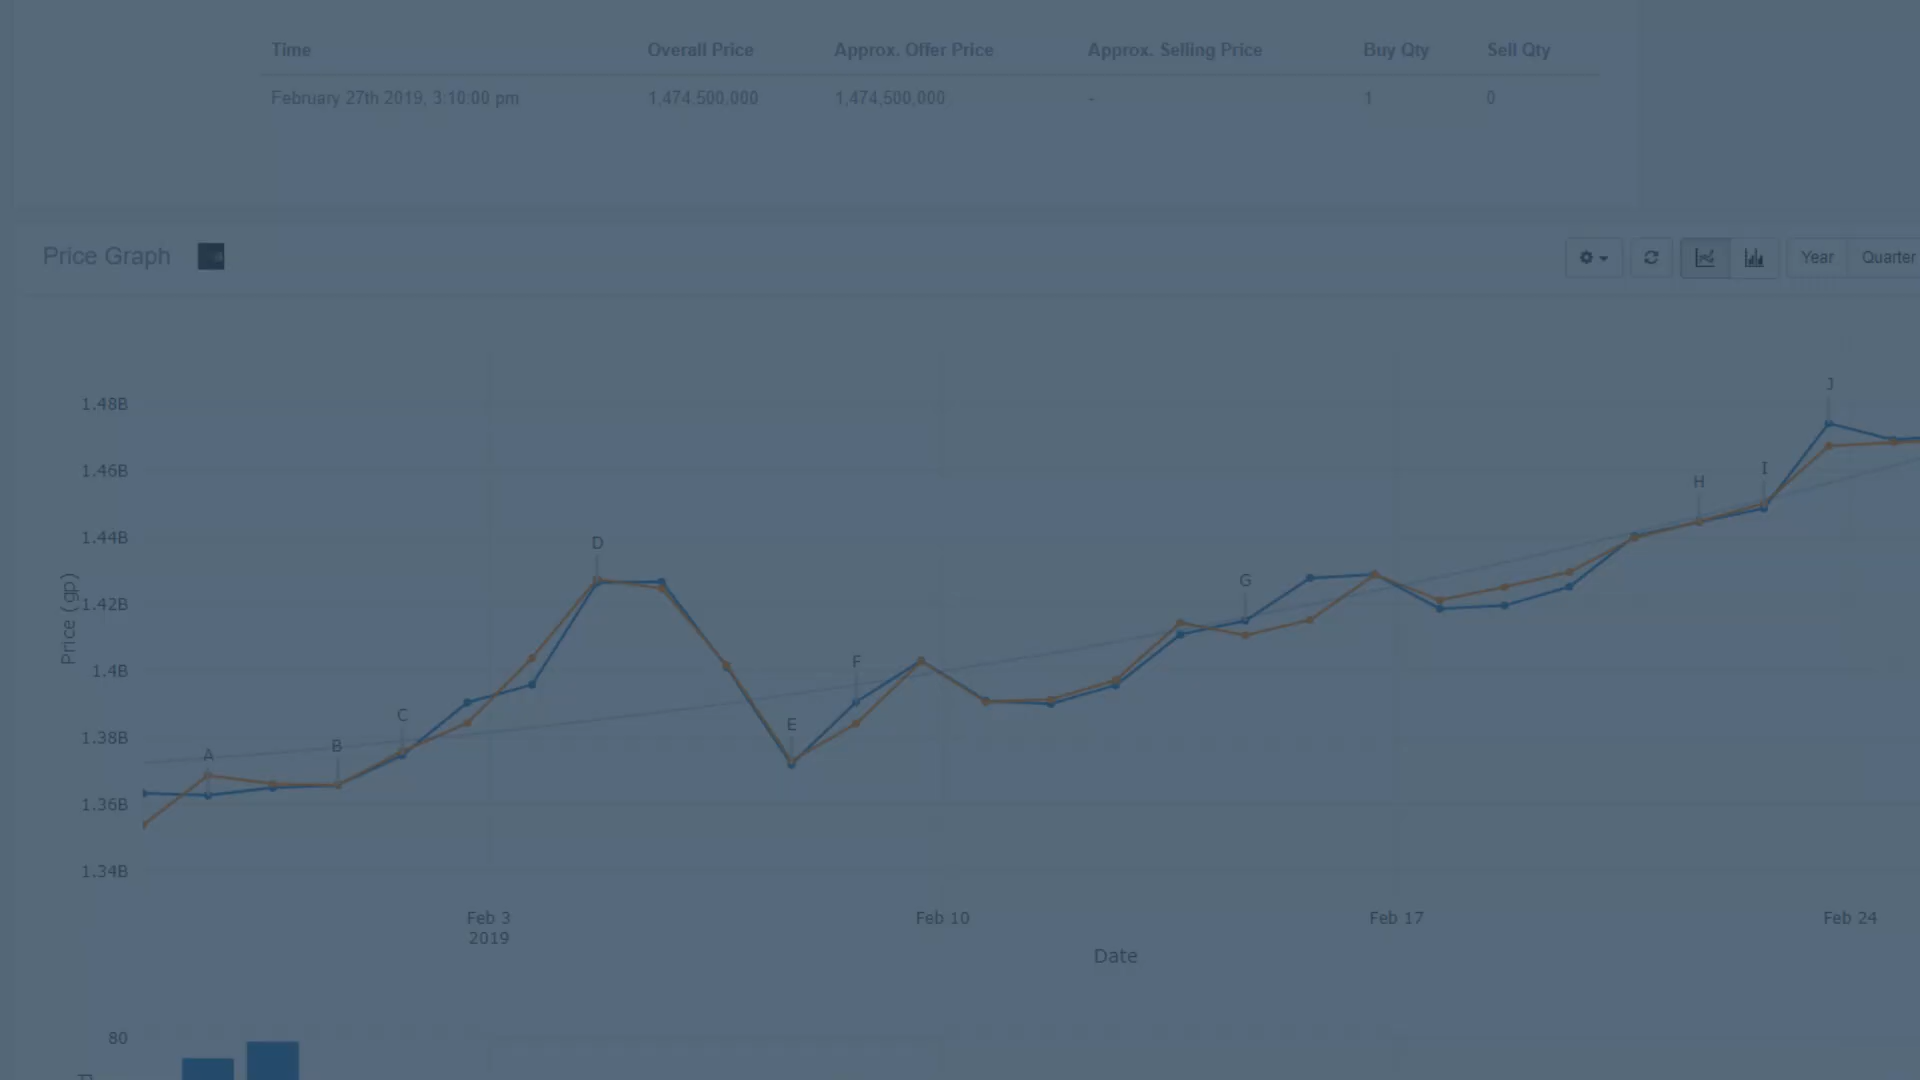 Time Overall Price Approx. Offer Price Approx. Selling Price Buy Qty Sell Qty
February 27th 2019, 3:10:00 pm 1,474,500,000 1,474,500,000 - 1 0
Price Graph Year Quarter
J
1.48B
1.46B
I
H
1.44B
D
1.42B
G
Price (gp)
1.4B
F
1.38B
E
C
B
A
1.36B
1.34B
Feb 3 Feb 10 Feb 17 Feb 24
2019
Date
80